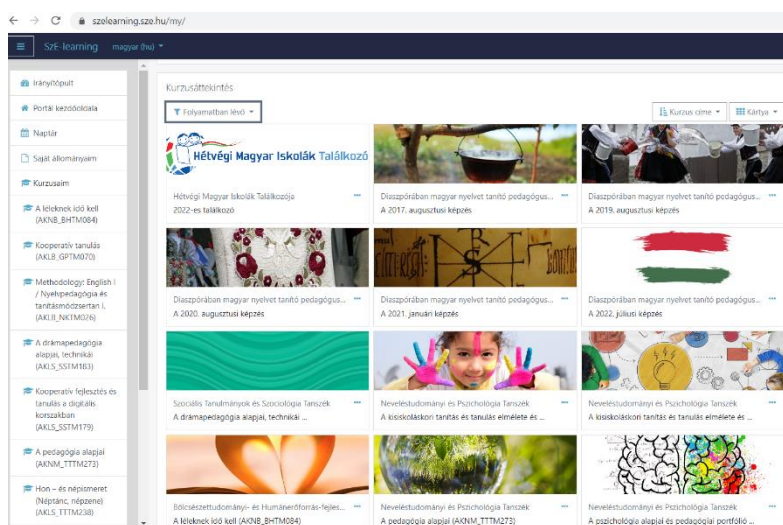 szelearning.sze.hu/my/
SzE-learning magyar (hu)
Irányítópult
Portál kezdőoldala
Naptár
Saját állományaim
Kurzusaim
A léleknek idő kell
(AKNB_BHTM084)
Kooperatív tanulás
(AKLB_GPTM070)
Methodology: English I
/ Nyelvpedagógia és
tanításmódszertan I.
(AKLB_NKTM026)
A drámapedagógia
alapjai, technikái
(AKLS_SSTM183)
Kooperatív fejlesztés és
tanulás a digitális
korszakban
(AKLS_SSTM179)
A pedagógia alapjai
(AKNM_TTTM273)
Hon – és népismeret
(Néptánc, népzene)
(AKLS_TTTM238)
Kurzusáttekintés
Folyamatban lévő
Kurzus címe
Kártya
Hétvégi Magyar Iskolák Találkozó
Hétvégi Magyar Iskolák Találkozója
2022-es találkozó
Diaszpórában magyar nyelvet tanító pedagógus...
A 2017. augusztusi képzés
Diaszpórában magyar nyelvet tanító pedagógus...
A 2019. augusztusi képzés
Diaszpórában magyar nyelvet tanító pedagógus...
A 2020. augusztusi képzés
Diaszpórában magyar nyelvet tanító pedagógus...
A 2021. januári képzés
Diaszpórában magyar nyelvet tanító pedagógus...
A 2022. júliusi képzés
Szociális Tanulmányok és Szociológia Tanszék
A drámapedagógia alapjai, technikái ...
Neveléstudományi és Pszichológia Tanszék
A kisiskoláskori tanítás és tanulás elmélete és ...
Neveléstudományi és Pszichológia Tanszék
A kisiskoláskori tanítás és tanulás elmélete és ...
Bölcsészettudományi- és Humánerőforrás-fejles...
A léleknek idő kell (AKNB_BHTM084)
Neveléstudományi és Pszichológia Tanszék
A pedagógia alapjai (AKNM_TTTM273)
Neveléstudományi és Pszichológia Tanszék
A pszichológia alapjai és pedagógiai portfólió ...